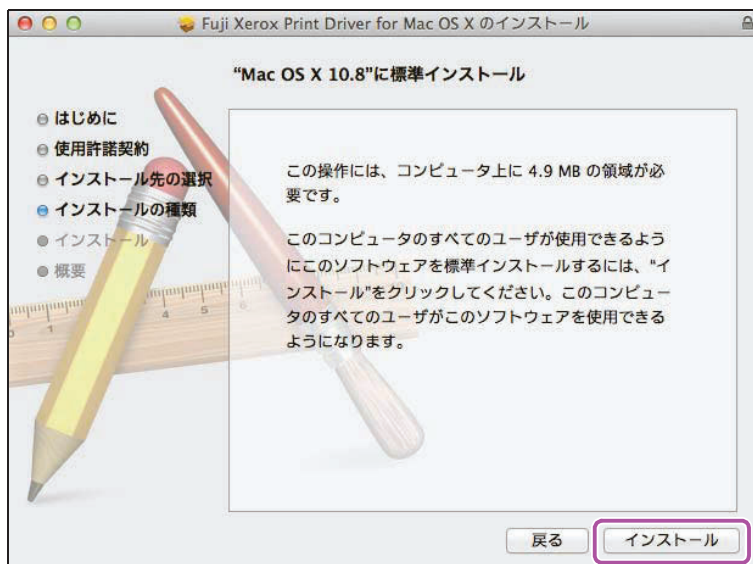 Fuji Xerox Print Driver for Mac OS X のインストール
“Mac OS X 10.8”に標準インストール
はじめに
使用許諾契約
インストール先の選択
インストールの種類
インストール
概要
この操作には、コンピュータ上に 4.9 MB の領域が必
要です。
このコンピュータのすべてのユーザが使用できるよう
にこのソフトウェアを標準インストールするには、“イ
ンストール”をクリックしてください。このコンピュー
タのすべてのユーザがこのソフトウェアを使用できる
ようになります。
1 4 5 6
戻る インストール